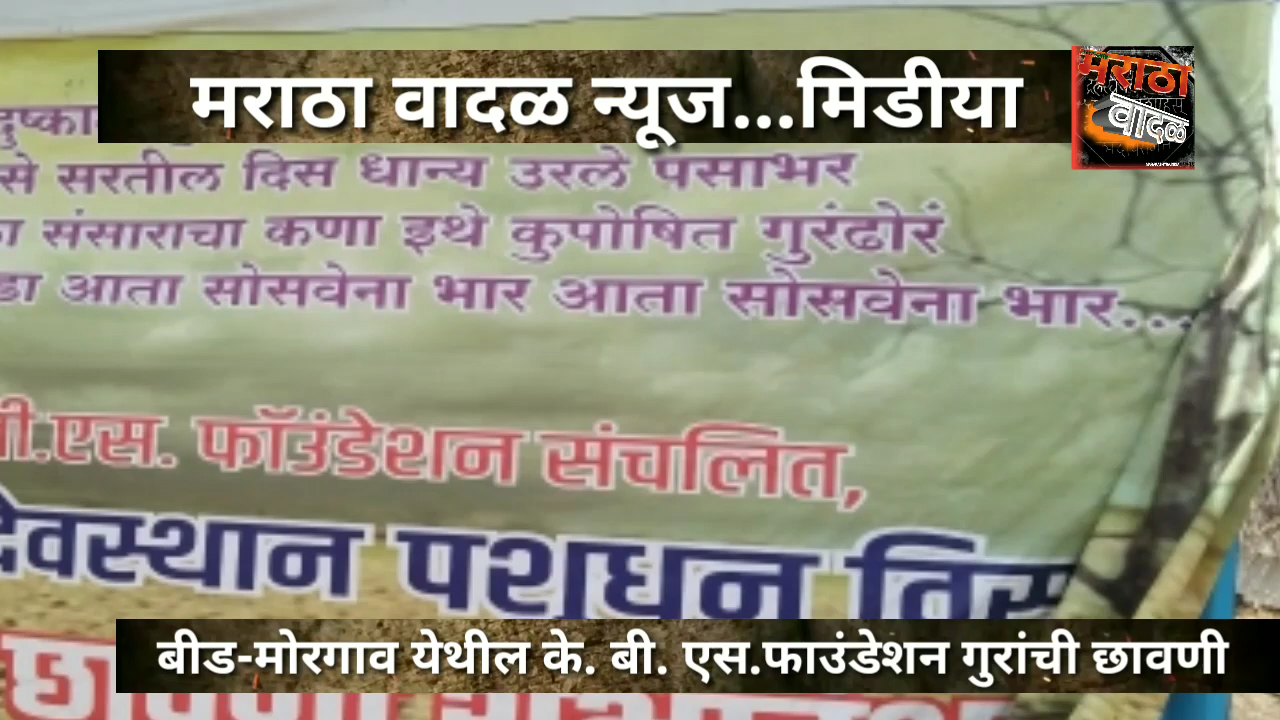 मराठा वादळ न्यूज...मिडीया
मराठा
वादळ
सरतील दिस धान्य उरले पसाभर
संसाराचा कणा इथे कुपोषित गुरंढोरं
आता सोसवेना भार आता सोसवेना भार...
बी.एस. फॉउंडेशन संचलित,
देवस्थान पशुधन
बीड-मोरगाव येथील के. बी. एस.फाउंडेशन गुरांची छावणी
छावणी